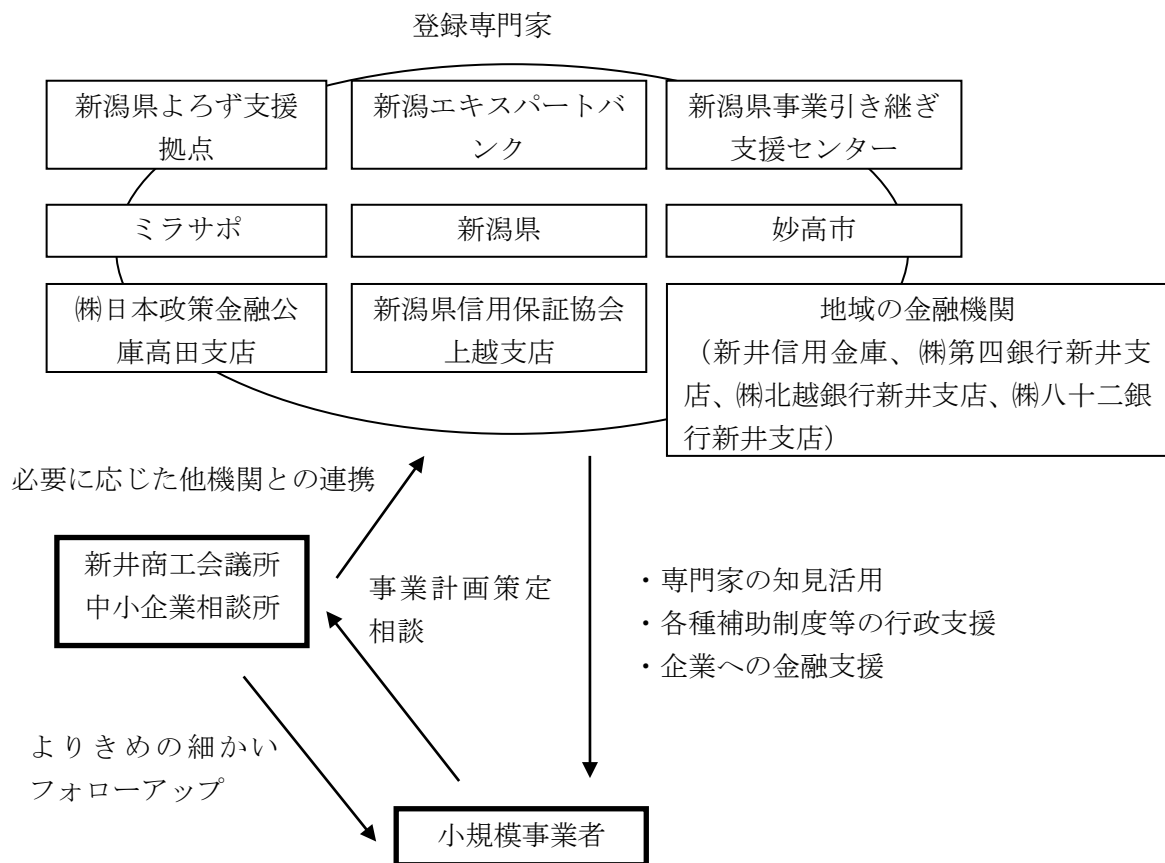 登録専門家
新潟県よろず支援
拠点
新潟エキスパートバ
ンク
新潟県事業引き継ぎ
支援センター
ミラサポ
新潟県
妙高市
㈱日本政策金融公
庫高田支店
新潟県信用保証協会
上越支店
地域の金融機関
（新井信用金庫、㈱第四銀行新井支
店、㈱北越銀行新井支店、㈱八十二銀
行新井支店）
必要に応じた他機関との連携
新井商工会議所
中小企業相談所
事業計画策定
相談
・専門家の知見活用
・各種補助制度等の行政支援
・企業への金融支援
よりきめの細かい
フォローアップ
小規模事業者